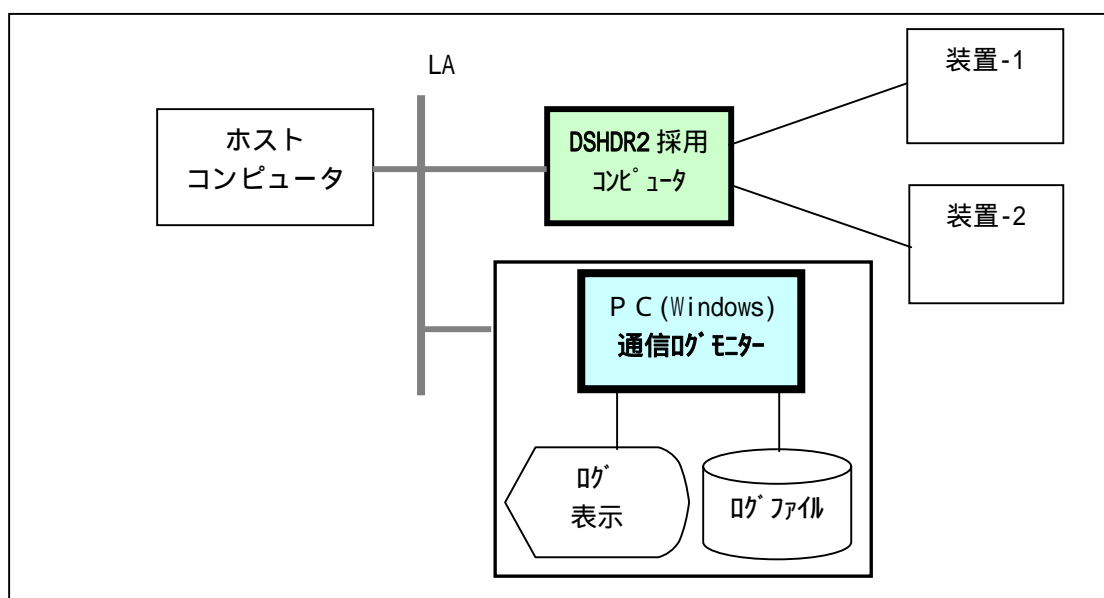 LA
ホスト
コンピュータ
DSHDR2 採用
コンピュータ
装置-1
装置-2
ＰＣ(Windows)
通信ログモニター
ログ
表示
ログファイル